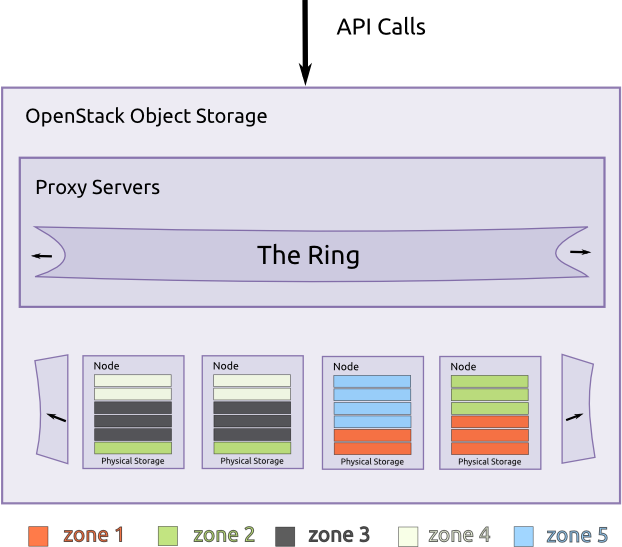 API Calls
OpenStack Object Storage
Proxy Servers
The Ring
Node
Node
Node
Node
Physical Storage
Physical Storage
Physical Storage
Physical Storage
zone 1
zone 2
zone 3
zone 4
zone 5